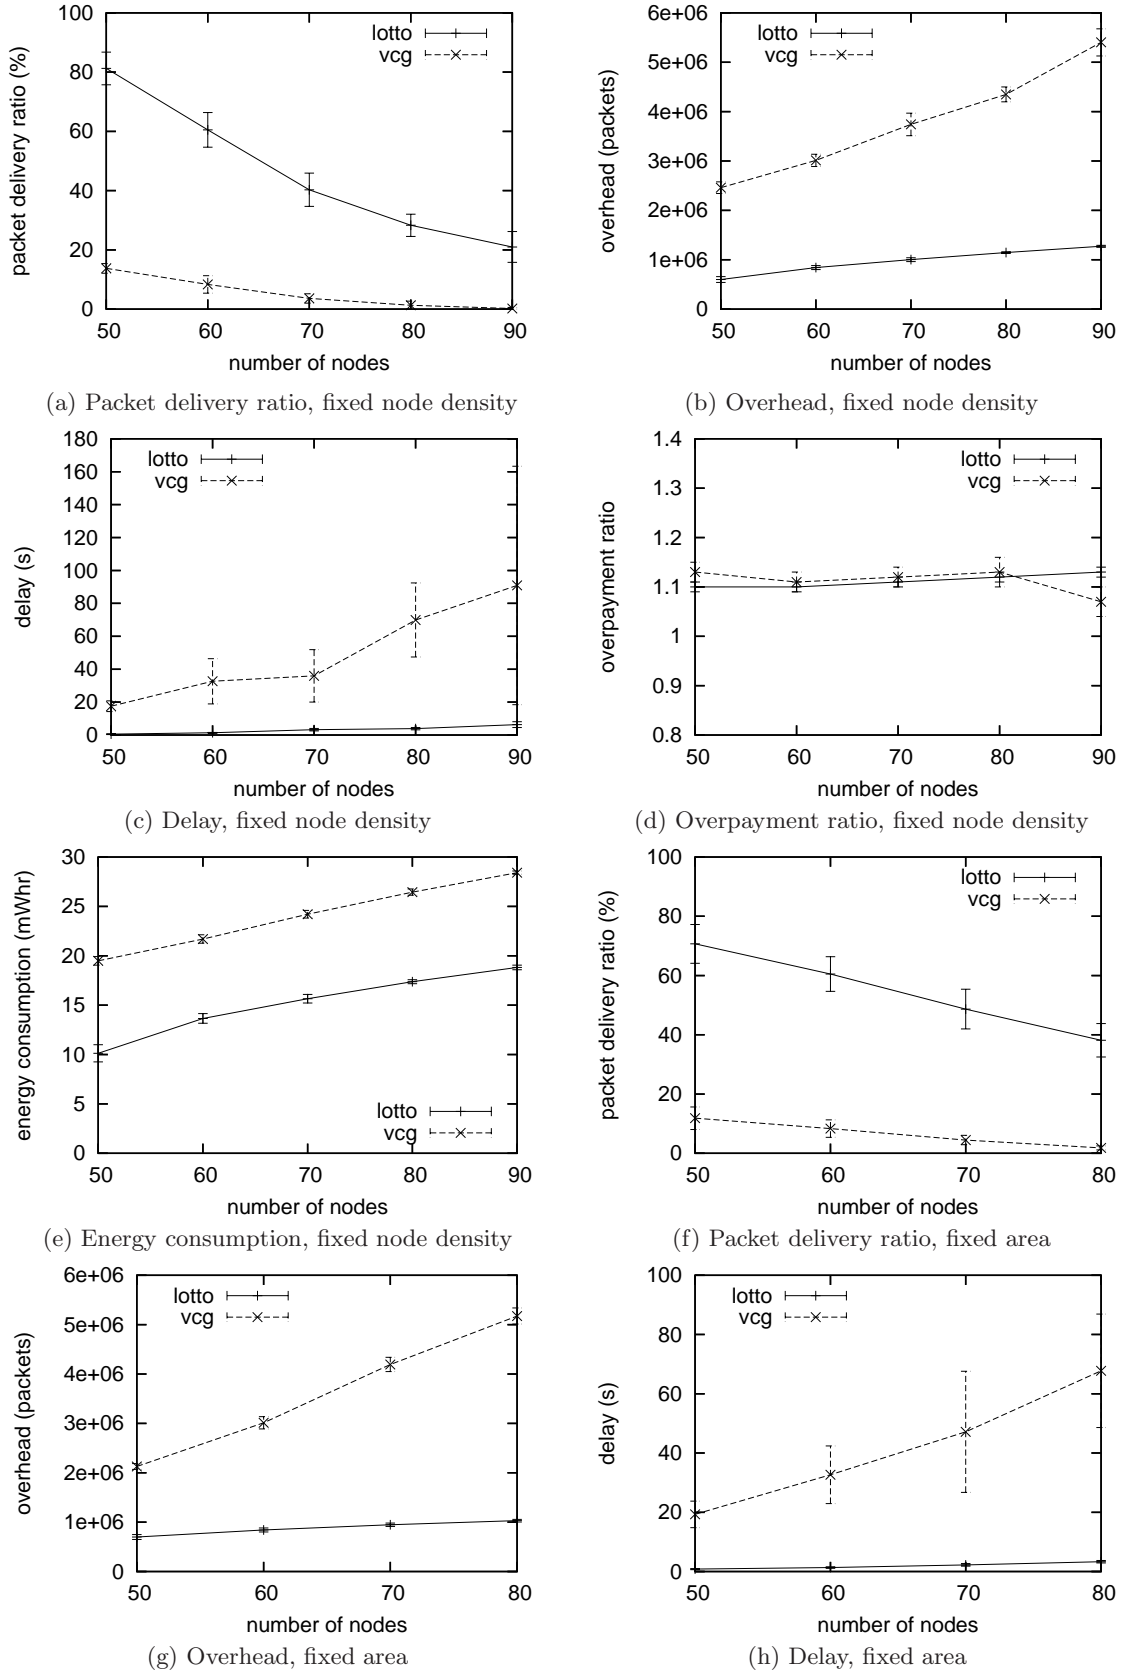 100
80
60
40
20
0
50 60 70 80 90
packet delivery ratio (%)
number of nodes
lotto
vcg
(a) Packet delivery ratio, fixed node density
6e+06
5e+06
4e+06
3e+06
2e+06
1e+06
0
50 60 70 80 90
overhead (packets)
number of nodes
lotto
vcg
(b) Overhead, fixed node density
180
160
140
120
100
80
60
40
20
0
50 60 70 80 90
delay (s)
number of nodes
lotto
vcg
(c) Delay, fixed node density
1.4
1.3
1.2
1.1
1
0.9
0.8
50 60 70 80 90
overpayment ratio
number of nodes
lotto
vcg
(d) Overpayment ratio, fixed node density
30
25
20
15
10
5
0
50 60 70 80 90
energy consumption (mWhr)
number of nodes
lotto
vcg
(e) Energy consumption, fixed node density
100
80
60
40
20
0
50 60 70 80
packet delivery ratio (%)
number of nodes
lotto
vcg
(f) Packet delivery ratio, fixed area
6e+06
5e+06
4e+06
3e+06
2e+06
1e+06
0
50 60 70 80
overhead (packets)
number of nodes
lotto
vcg
(g) Overhead, fixed area
100
80
60
40
20
0
50 60 70 80
delay (s)
number of nodes
lotto
vcg
(h) Delay, fixed area